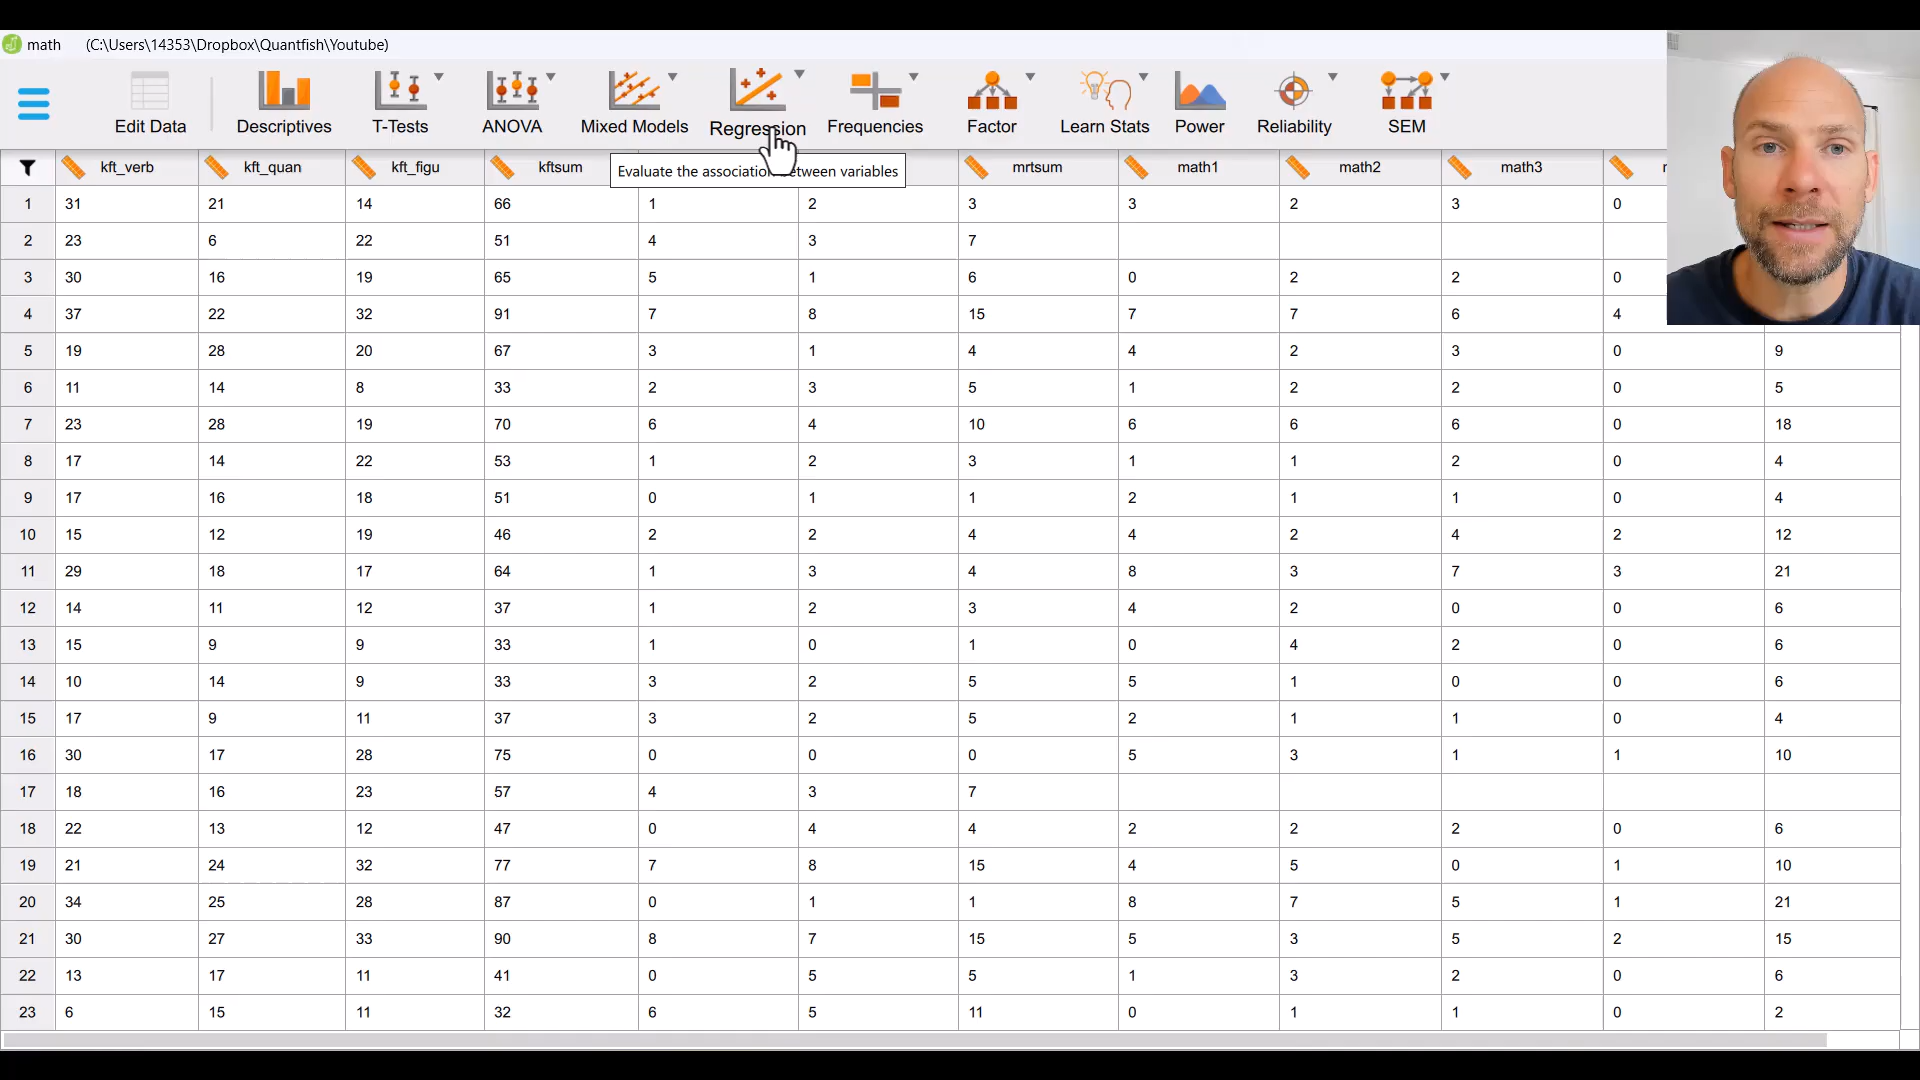 math (C:\Users\14353\Dropbox\Quantfish\Youtube)
Edit Data Descriptives T-Tests ANOVA Mixed Models Regression Frequencies Factor Learn Stats Power Reliability SEM
kft_verb kft_quan kft_figu kftsum mrtsum math1 math2 math3
Evaluate the association between variables
1 31 21 14 66 1 2 3 3 2 3 0
2 23 6 22 51 4 3 7
3 30 16 19 65 5 1 6 0 2 2 0
4 37 22 32 91 7 8 15 7 7 6 4
5 19 28 20 67 3 1 4 4 2 3 0 9
6 11 14 8 33 2 3 5 1 2 2 0 5
7 23 28 19 70 6 4 10 6 6 6 0 18
8 17 14 22 53 1 2 3 1 1 2 0 4
9 17 16 18 51 0 1 1 2 1 1 0 4
10 15 12 19 46 2 2 4 4 2 4 2 12
11 29 18 17 64 1 3 4 8 3 7 3 21
12 14 11 12 37 1 2 3 4 2 0 0 6
13 15 9 9 33 1 0 1 0 4 2 0 6
14 10 14 9 33 3 2 5 5 1 0 0 6
15 17 9 11 37 3 2 5 2 1 1 0 4
16 30 17 28 75 0 0 0 5 3 1 1 10
17 18 16 23 57 4 3 7
18 22 13 12 47 0 4 4 2 2 2 0 6
19 21 24 32 77 7 8 15 4 5 0 1 10
20 34 25 28 87 0 1 1 8 7 5 1 21
21 30 27 33 90 8 7 15 5 3 5 2 15
22 13 17 11 41 0 5 5 1 3 2 0 6
23 6 15 11 32 6 5 11 0 1 1 0 2